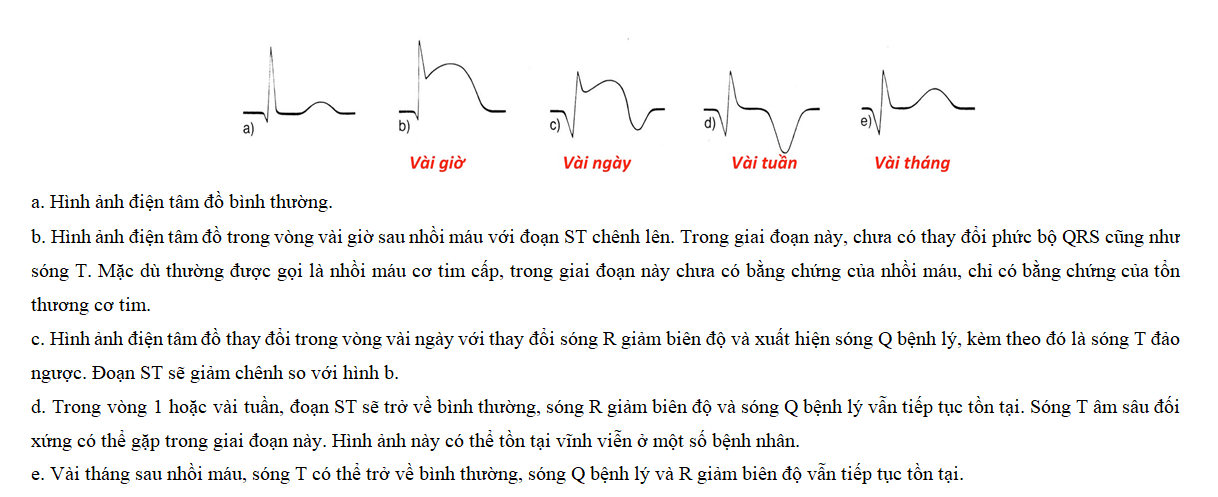 a) b) c) d) e)
Vài giờ Vài ngày Vài tuần Vài tháng
a. Hình ảnh điện tâm đồ bình thường.
b. Hình ảnh điện tâm đồ trong vòng vài giờ sau nhồi máu với đoạn ST chênh lên. Trong giai đoạn này, chưa có thay đổi phức bộ QRS cũng như
sóng T. Mặc dù thường được gọi là nhồi máu cơ tim cấp, trong giai đoạn này chưa có bằng chứng của nhồi máu, chỉ có bằng chứng của tổn
thương cơ tim.
c. Hình ảnh điện tâm đồ thay đổi trong vòng vài ngày với thay đổi sóng R giảm biên độ và xuất hiện sóng Q bệnh lý, kèm theo đó là sóng T đảo
ngược. Đoạn ST sẽ giảm chênh so với hình b.
d. Trong vòng 1 hoặc vài tuần, đoạn ST sẽ trở về bình thường, sóng R giảm biên độ và sóng Q bệnh lý vẫn tiếp tục tồn tại. Sóng T âm sâu đối
xứng có thể gặp trong giai đoạn này. Hình ảnh này có thể tồn tại vĩnh viễn ở một số bệnh nhân.
e. Vài tháng sau nhồi máu, sóng T có thể trở về bình thường, sóng Q bệnh lý và R giảm biên độ vẫn tiếp tục tồn tại.